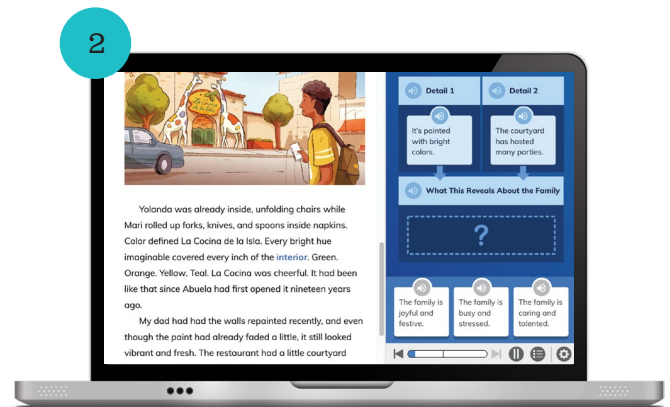 2
Yolanda was already inside, unfolding chairs while
Mari rolled up forks, knives, and spoons inside napkins.
Color defined La Cocina de la Isla. Every bright hue
imaginable covered every inch of the interior. Green.
Orange. Yellow. Teal. La Cocina was cheerful. It had been
like that since Abuela had first opened it nineteen years
ago.
My dad had had the walls repainted recently, and even
though the paint had already faded a little, it still looked
vibrant and fresh. The restaurant had a little courtyard
Detail 1
Detail 2
It's painted
with bright
colors.
The courtyard
has hosted
many parties.
What This Reveals About the Family
?
The family is
joyful and
festive.
The family is
busy and
stressed.
The family is
caring and
talented.